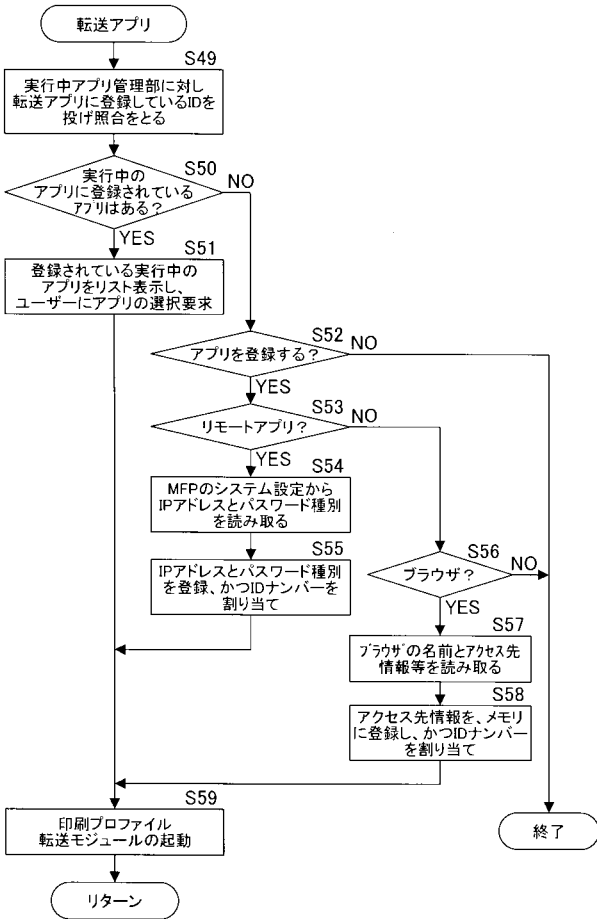 転送アプリ
S49
実行中アプリ管理部に対し
転送アプリに登録しているIDを
投げ照合をとる
S50
実行中の
アプリに登録されている
アプリはある?
NO
YES
S51
登録されている実行中の
アプリをリスト表示し、
ユーザーにアプリの選択要求
S52
アプリを登録する?
NO
YES
S53
リモートアプリ?
NO
YES
S54
MFPのシステム設定から
IPアドレスとパスワード種別
を読み取る
S55
IPアドレスとパスワード種別
を登録、かつIDナンバーを
割り当て
S56
ブラウザ?
NO
YES
S57
ブラウザの名前とアクセス先
情報等を読み取る
S58
アクセス先情報を、メモリ
に登録し、かつIDナンバー
を割り当て
S59
印刷プロファイル
転送モジュールの起動
終了
リターン